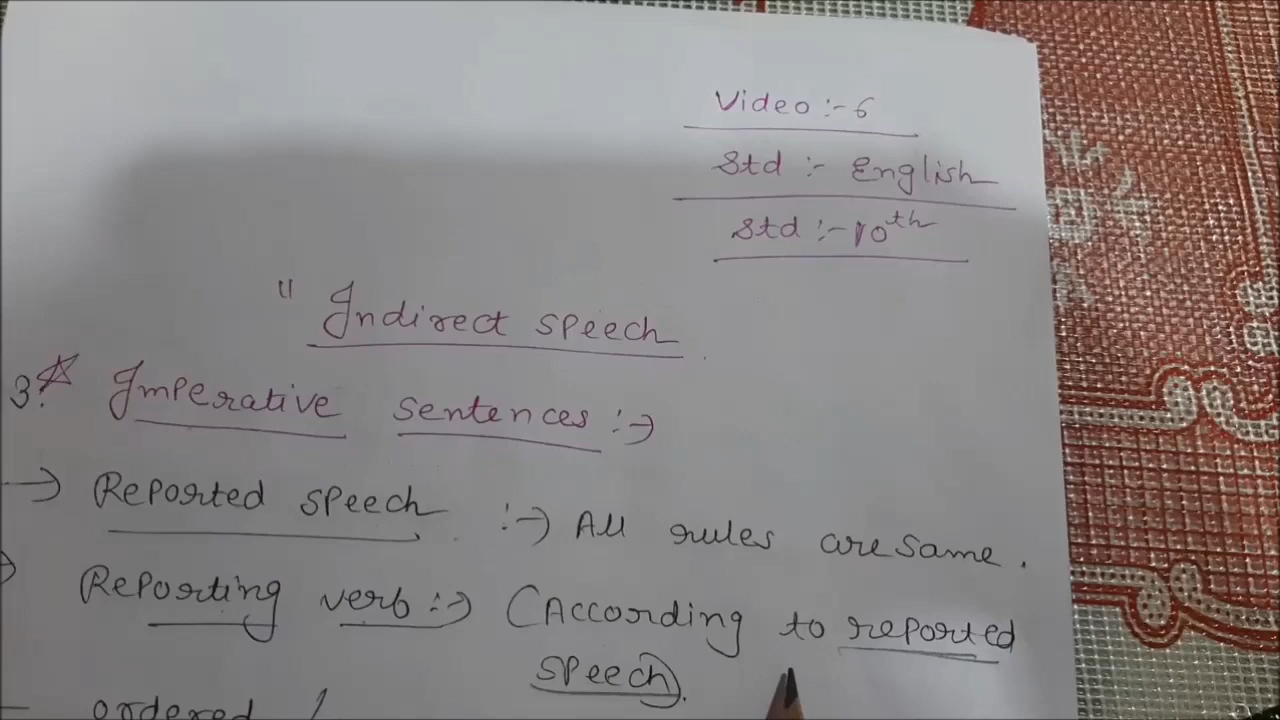 Video :- 6
Std :- English
Std :- 10th
" Indirect speech
3. Imperative sentences :→
→ Reported speech :→ All rules are same.
→ Reporting verb :→ (According to reported
speech).
ordered /